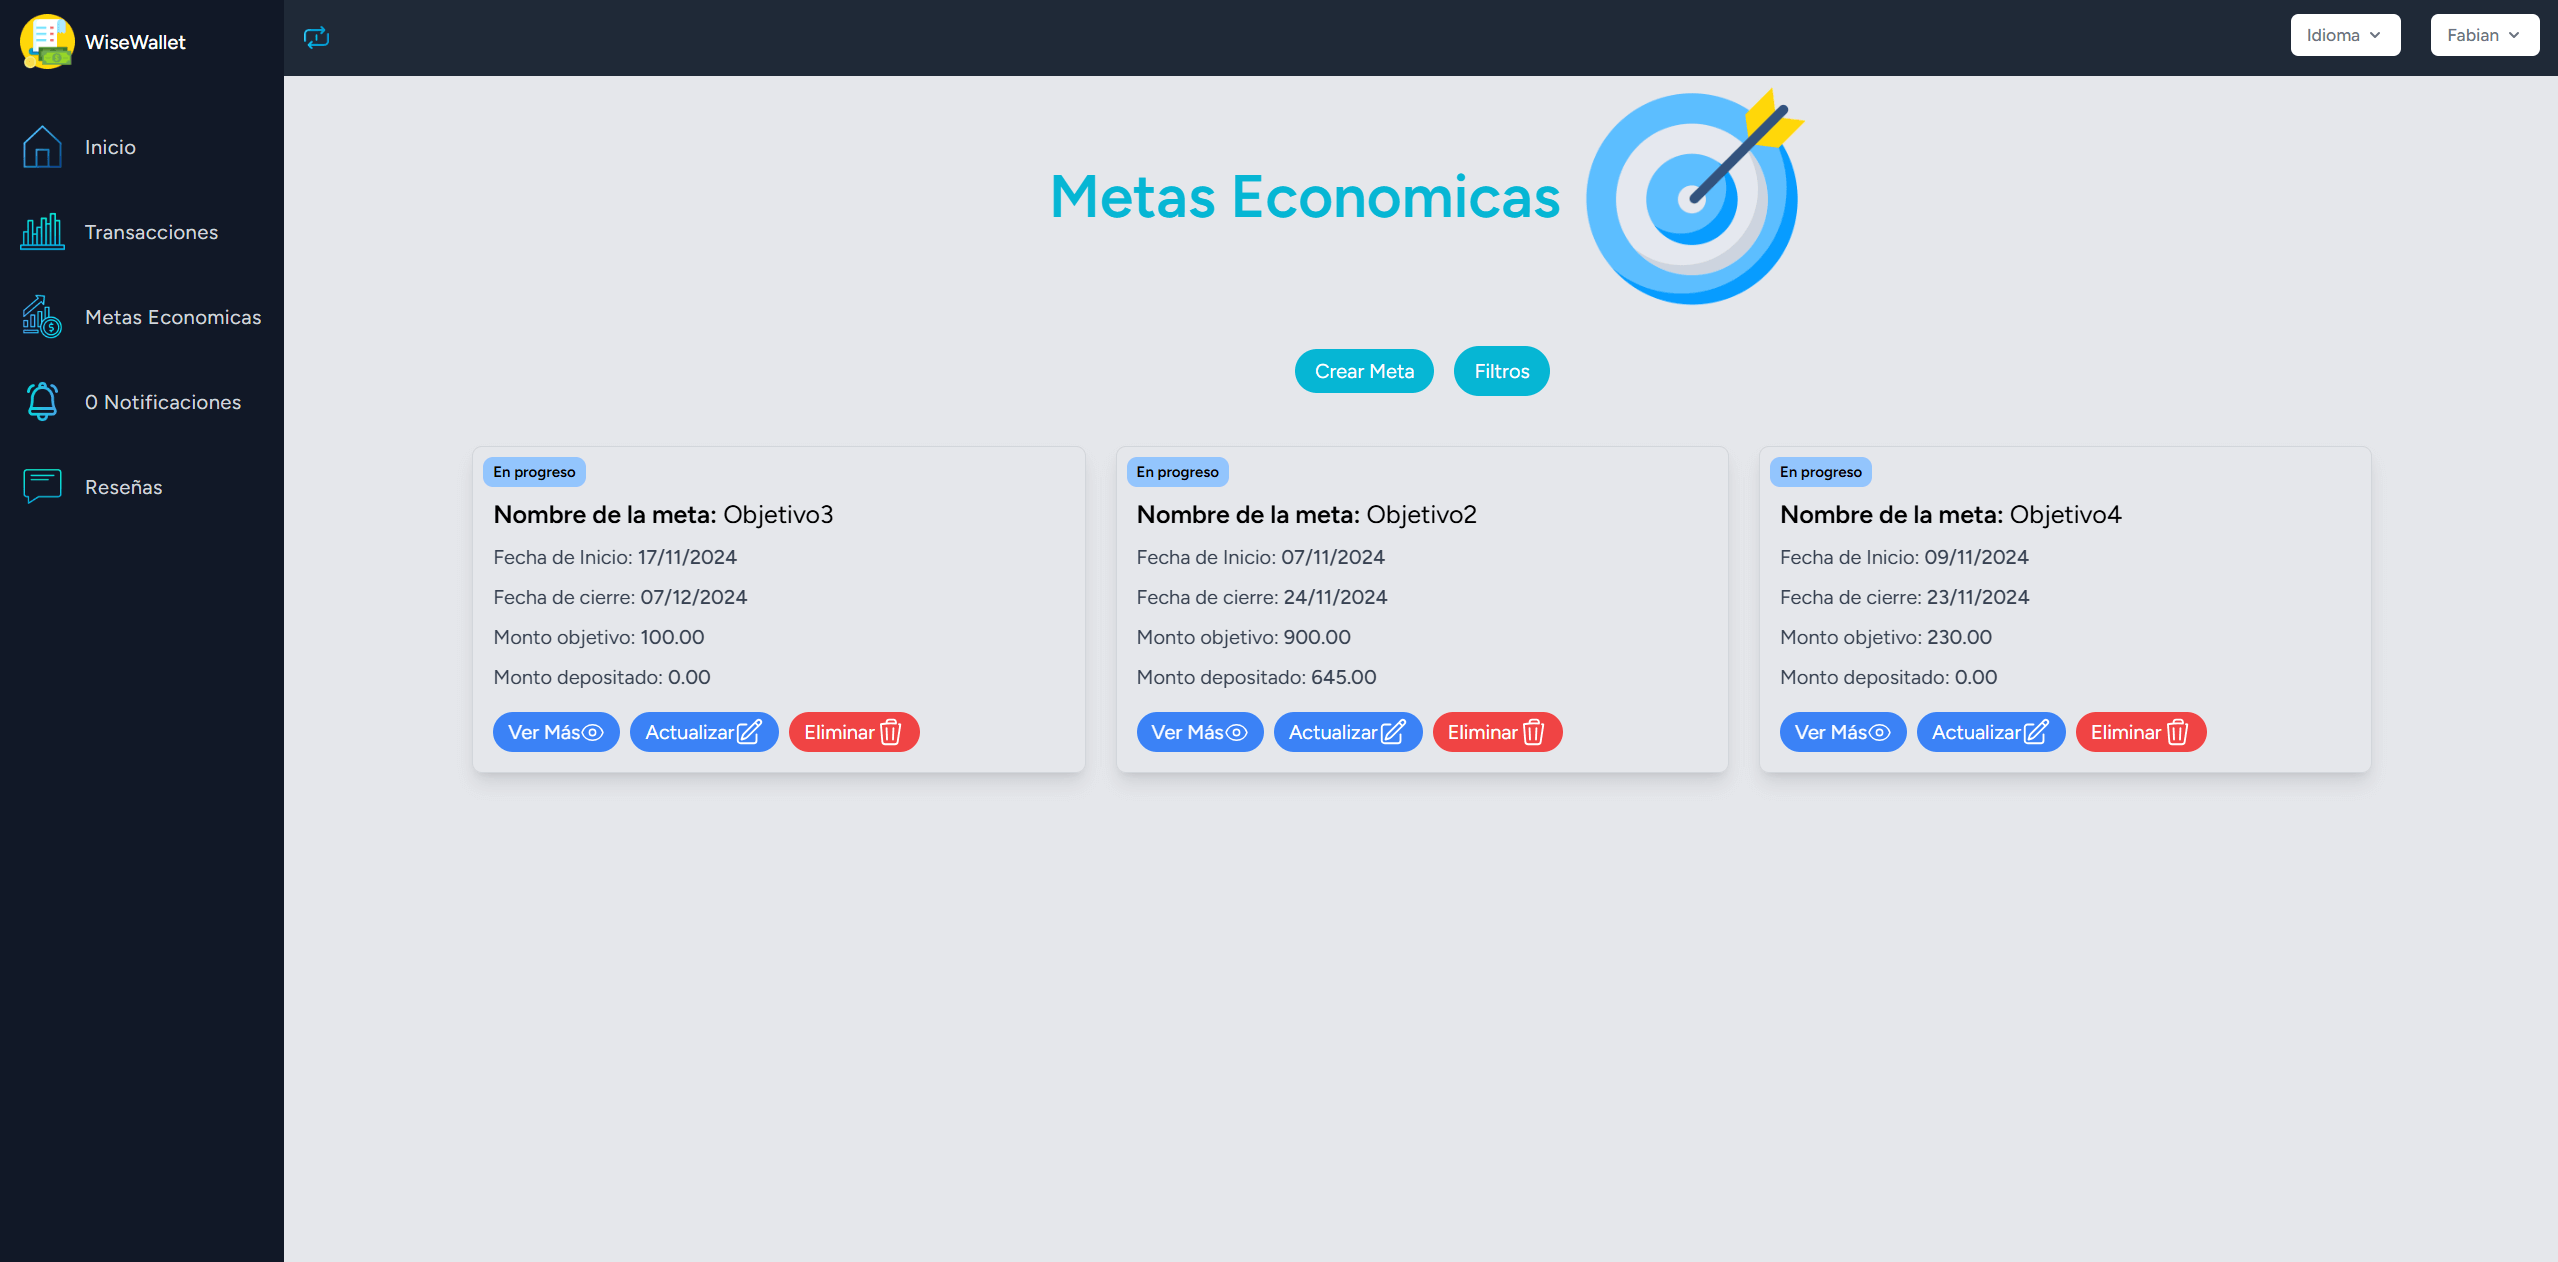 WiseWallet
Idioma
Fabian
Inicio
Transacciones
Metas Economicas
0 Notificaciones
Reseñas
Metas Economicas
Crear Meta
Filtros
En progreso
Nombre de la meta: Objetivo3
Fecha de Inicio: 17/11/2024
Fecha de cierre: 07/12/2024
Monto objetivo: 100.00
Monto depositado: 0.00
Ver Más
Actualizar
Eliminar
En progreso
Nombre de la meta: Objetivo2
Fecha de Inicio: 07/11/2024
Fecha de cierre: 24/11/2024
Monto objetivo: 900.00
Monto depositado: 645.00
Ver Más
Actualizar
Eliminar
En progreso
Nombre de la meta: Objetivo4
Fecha de Inicio: 09/11/2024
Fecha de cierre: 23/11/2024
Monto objetivo: 230.00
Monto depositado: 0.00
Ver Más
Actualizar
Eliminar